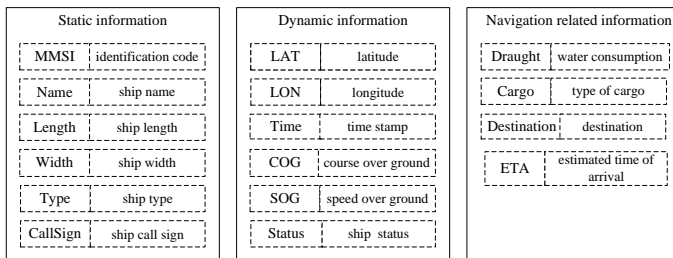 Static information
MMSI identification code
Name ship name
Length ship length
Width ship width
Type ship type
CallSign ship call sign
Dynamic information
LAT latitude
LON longitude
Time time stamp
COG course over ground
SOG speed over ground
Status ship status
Navigation related information
Draught water consumption
Cargo type of cargo
Destination destination
ETA estimated time of
arrival